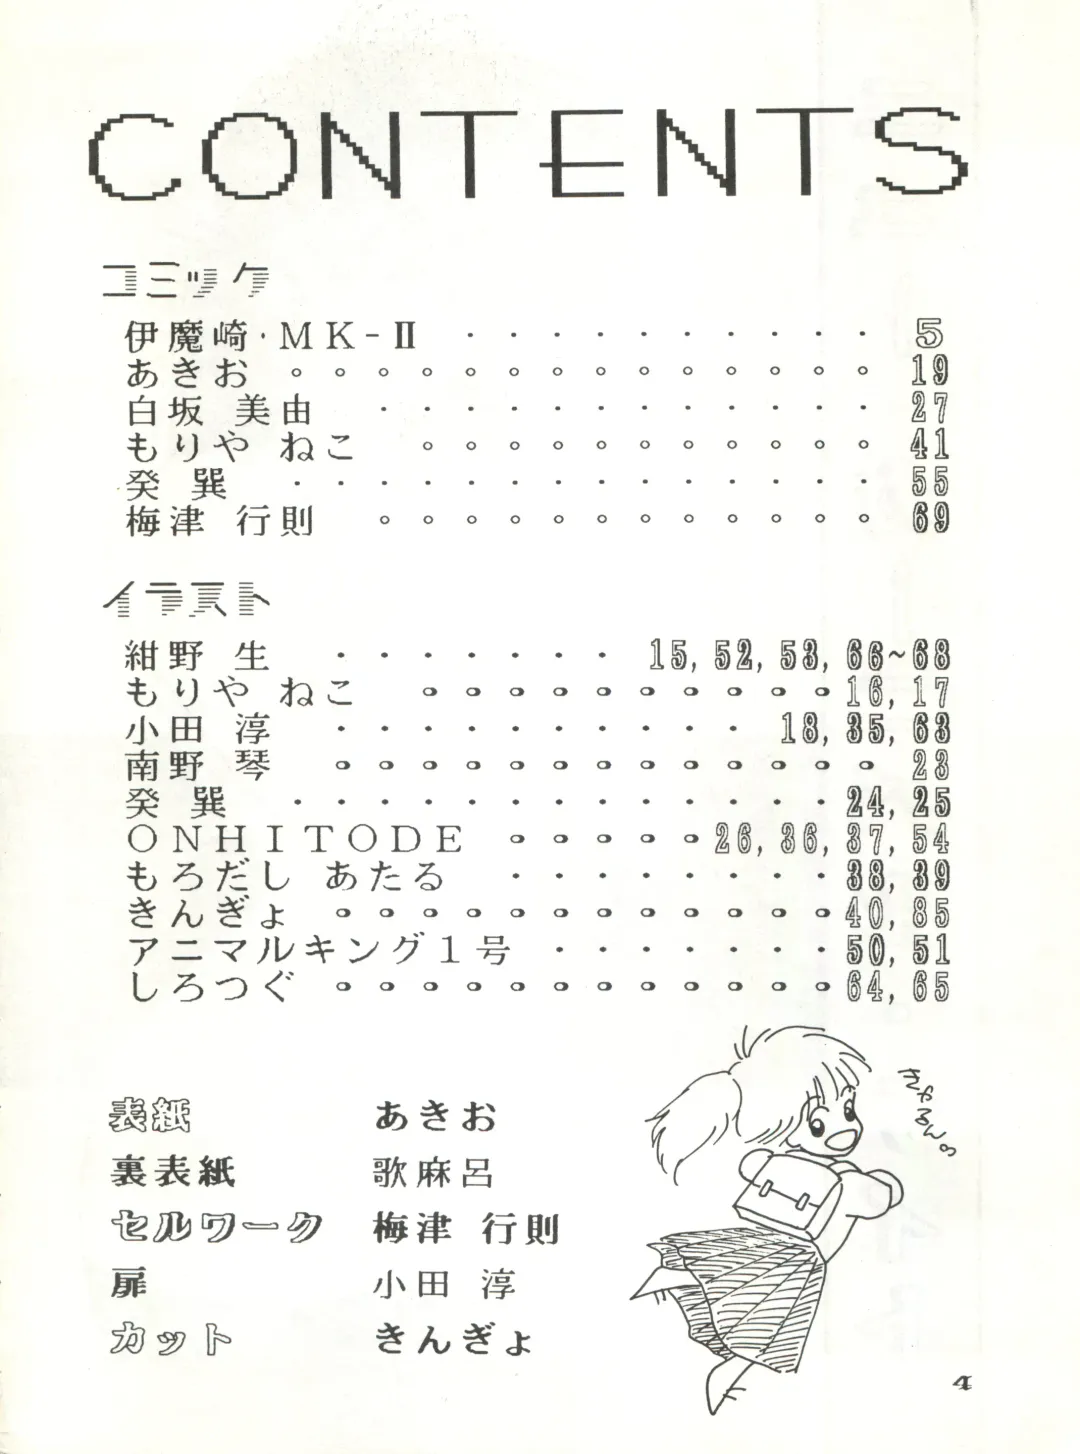 CONTENTS
コミック
伊魔崎・MK-Ⅱ ・・・・・・・・・・ 5
あきお 。。。。。。。。。。。。。。 19
白坂 美由 ・・・・・・・・・・・・ 27
もりや ねこ 。。。。。。。。。。。 41
癸 巽 ・・・・・・・・・・・・・・ 55
梅津 行則 。。。。。。。。。。。。 69
イラスト
紺野 生 ・・・・・・・ 15, 52, 53, 66~68
もりや ねこ 。。。。。。。。。。 16, 17
小田 淳 ・・・・・・・・・・ 18, 35, 63
南野 琴 。。。。。。。。。。。。。 23
癸 巽 ・・・・・・・・・・・・・ 24, 25
ONHITODE 。。。。。 26, 36, 37, 54
もろだし あたる ・・・・・・・・ 38, 39
きんぎょ 。。。。。。。。。。。。 40, 85
アニマルキング1号 ・・・・・・・ 50, 51
しろつぐ 。。。。。。。。。。。。 64, 65
表紙 あきお
裏表紙 歌麻呂
セルワーク 梅津 行則
扉 小田 淳
カット きんぎょ
きゃるん。
4